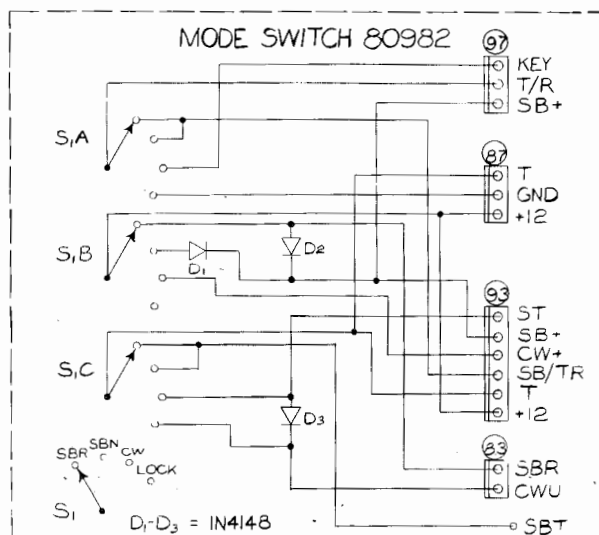 MODE SWITCH 80982
97
KEY
T/R
SB+
S1A
87
T
GND
+12
S1B
D1
D2
93
ST
SB+
CW+
SB/TR
T
+12
S1C
D3
83
SBR
CWU
SBT
SBR SBN CW LOCK
S1
D1-D3 = 1N4148